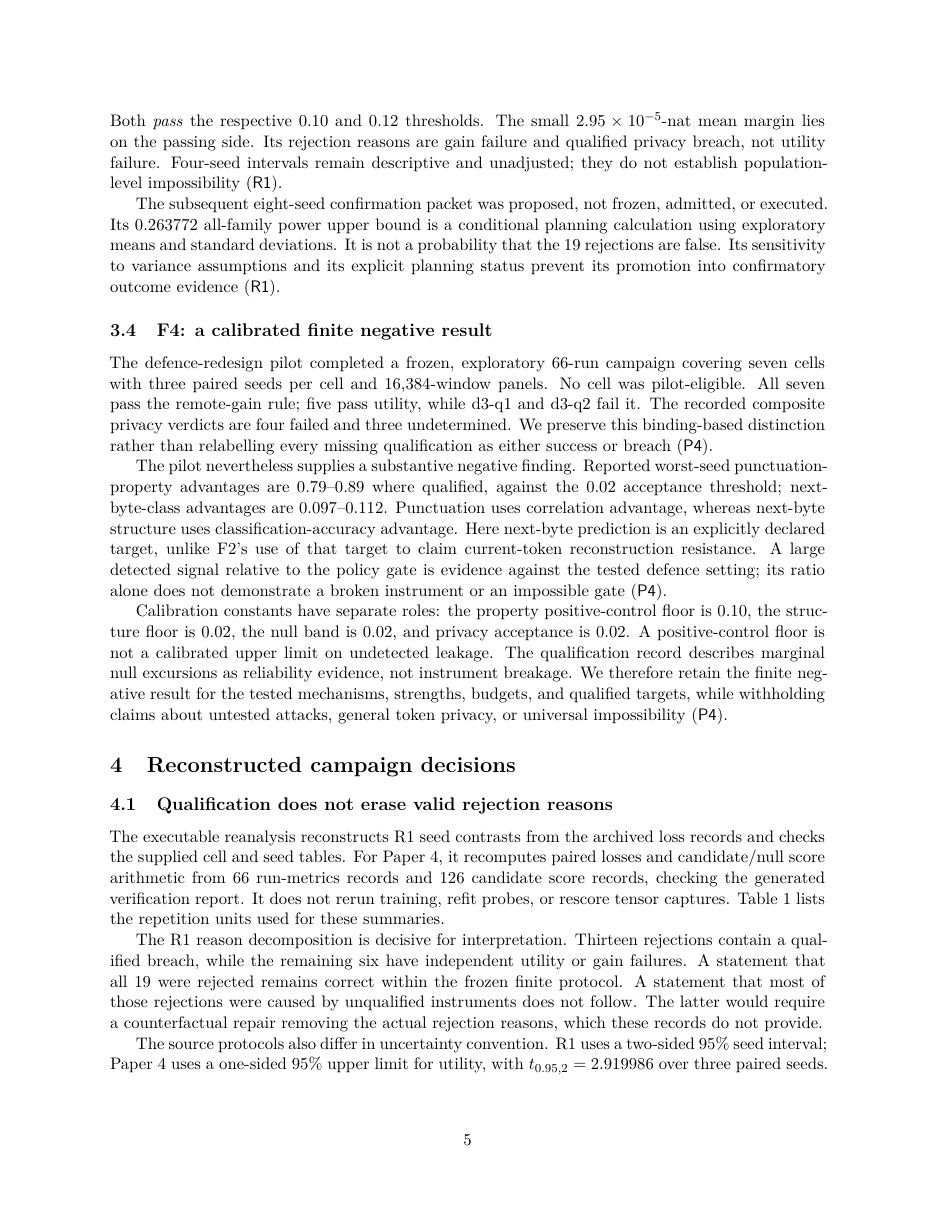 Both pass the respective 0.10 and 0.12 thresholds. The small 2.95 × 10⁻⁵-nat mean margin lies
on the passing side. Its rejection reasons are gain failure and qualified privacy breach, not utility
failure. Four-seed intervals remain descriptive and unadjusted; they do not establish population-
level impossibility (R1).
The subsequent eight-seed confirmation packet was proposed, not frozen, admitted, or executed.
Its 0.263772 all-family power upper bound is a conditional planning calculation using exploratory
means and standard deviations. It is not a probability that the 19 rejections are false. Its sensitivity
to variance assumptions and its explicit planning status prevent its promotion into confirmatory
outcome evidence (R1).
3.4 F4: a calibrated finite negative result
The defence-redesign pilot completed a frozen, exploratory 66-run campaign covering seven cells
with three paired seeds per cell and 16,384-window panels. No cell was pilot-eligible. All seven
pass the remote-gain rule; five pass utility, while d3-q1 and d3-q2 fail it. The recorded composite
privacy verdicts are four failed and three undetermined. We preserve this binding-based distinction
rather than relabelling every missing qualification as either success or breach (P4).
The pilot nevertheless supplies a substantive negative finding. Reported worst-seed punctuation-
property advantages are 0.79–0.89 where qualified, against the 0.02 acceptance threshold; next-
byte-class advantages are 0.097–0.112. Punctuation uses correlation advantage, whereas next-byte
structure uses classification-accuracy advantage. Here next-byte prediction is an explicitly declared
target, unlike F2's use of that target to claim current-token reconstruction resistance. A large
detected signal relative to the policy gate is evidence against the tested defence setting; its ratio
alone does not demonstrate a broken instrument or an impossible gate (P4).
Calibration constants have separate roles: the property positive-control floor is 0.10, the struc-
ture floor is 0.02, the null band is 0.02, and privacy acceptance is 0.02. A positive-control floor is
not a calibrated upper limit on undetected leakage. The qualification record describes marginal
null excursions as reliability evidence, not instrument breakage. We therefore retain the finite neg-
ative result for the tested mechanisms, strengths, budgets, and qualified targets, while withholding
claims about untested attacks, general token privacy, or universal impossibility (P4).
4 Reconstructed campaign decisions
4.1 Qualification does not erase valid rejection reasons
The executable reanalysis reconstructs R1 seed contrasts from the archived loss records and checks
the supplied cell and seed tables. For Paper 4, it recomputes paired losses and candidate/null score
arithmetic from 66 run-metrics records and 126 candidate score records, checking the generated
verification report. It does not rerun training, refit probes, or rescore tensor captures. Table 1 lists
the repetition units used for these summaries.
The R1 reason decomposition is decisive for interpretation. Thirteen rejections contain a qual-
ified breach, while the remaining six have independent utility or gain failures. A statement that
all 19 were rejected remains correct within the frozen finite protocol. A statement that most of
those rejections were caused by unqualified instruments does not follow. The latter would require
a counterfactual repair removing the actual rejection reasons, which these records do not provide.
The source protocols also differ in uncertainty convention. R1 uses a two-sided 95% seed interval;
Paper 4 uses a one-sided 95% upper limit for utility, with t₀.₉₅,₂ = 2.919986 over three paired seeds.
5